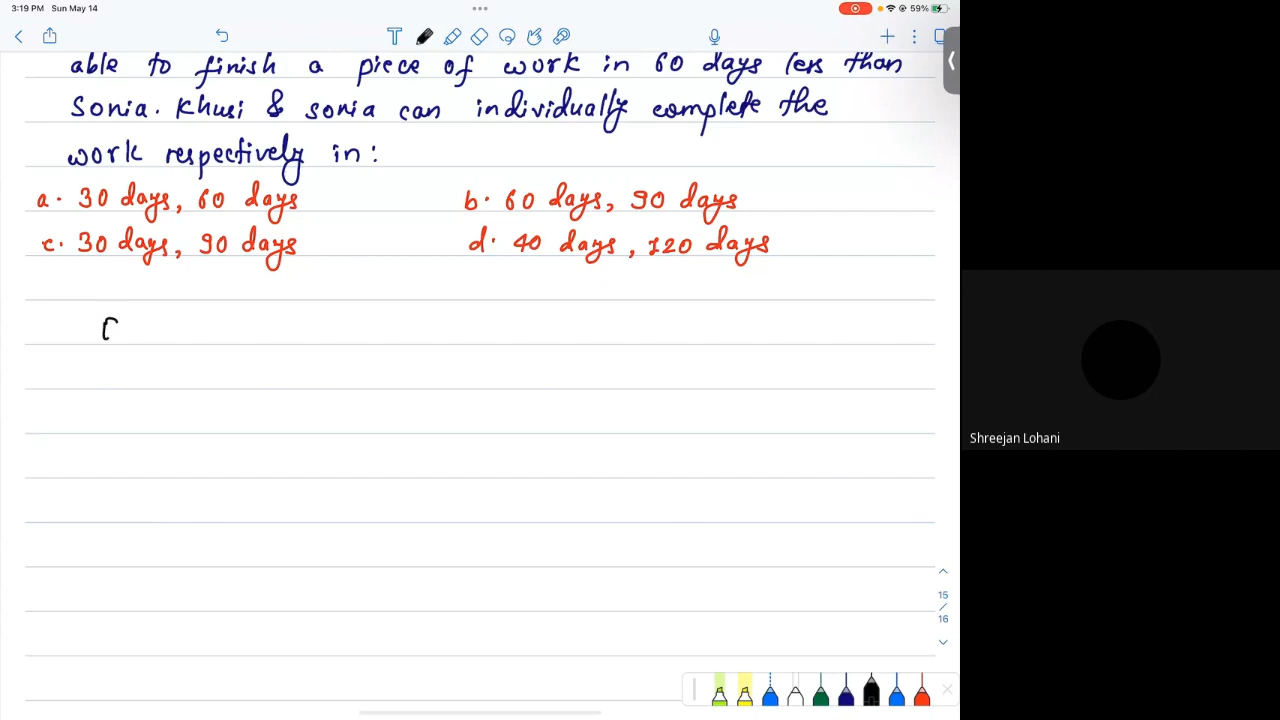 3:19 PM Sun May 14
59%
able to finish a piece of work in 60 days less than
Sonia. Khusi & sonia can individually complete the
work respectively in:
a. 30 days, 60 days
b. 60 days, 90 days
c. 30 days, 90 days
d. 40 days, 120 days
Shreejan Lohani
15
/
16